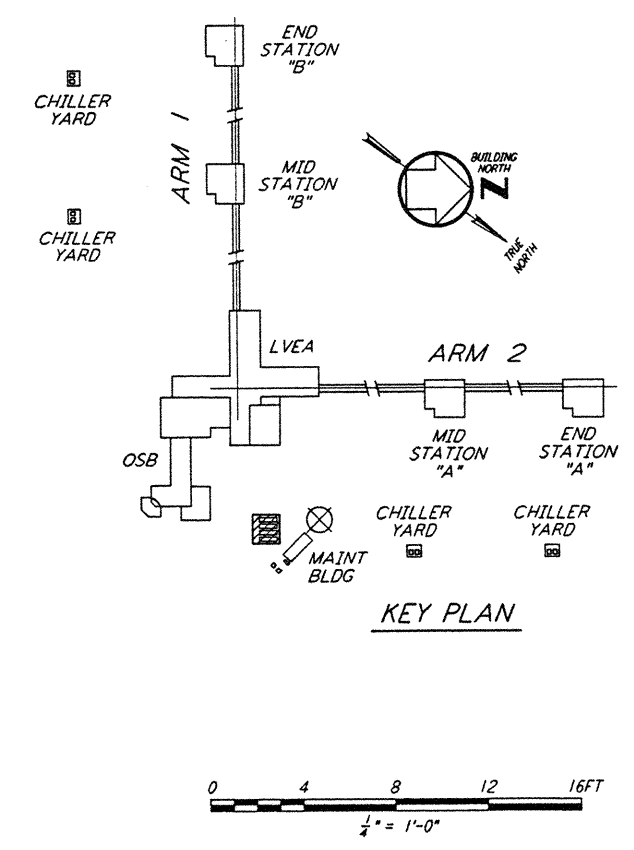 END
STATION
"B"
CHILLER
YARD
ARM 1
MID
STATION
"B"
BUILDING
NORTH
N
TRUE
NORTH
CHILLER
YARD
LVEA
ARM 2
OSB
MID
STATION
"A"
END
STATION
"A"
CHILLER
YARD
CHILLER
YARD
MAINT
BLDG
KEY PLAN
0 4 8 12 16FT
1/4" = 1'-0"